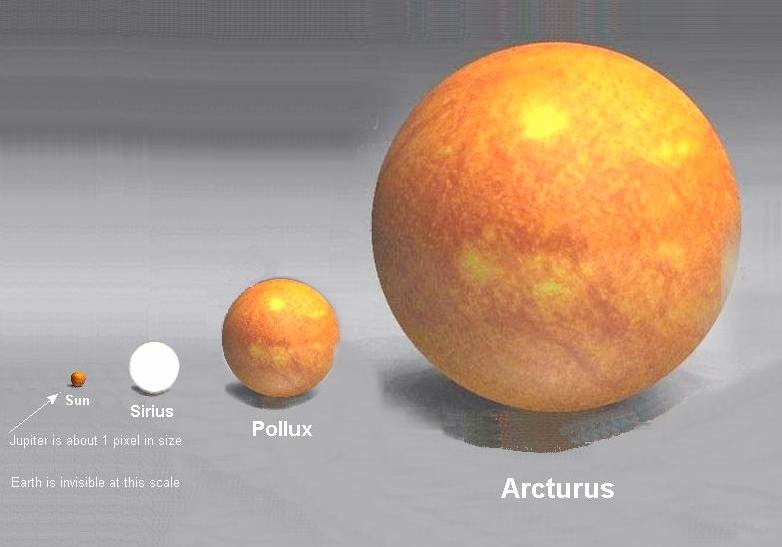 Sun
Sirius
Pollux
Jupiter is about 1 pixel in size
Earth is invisible at this scale
Arcturus